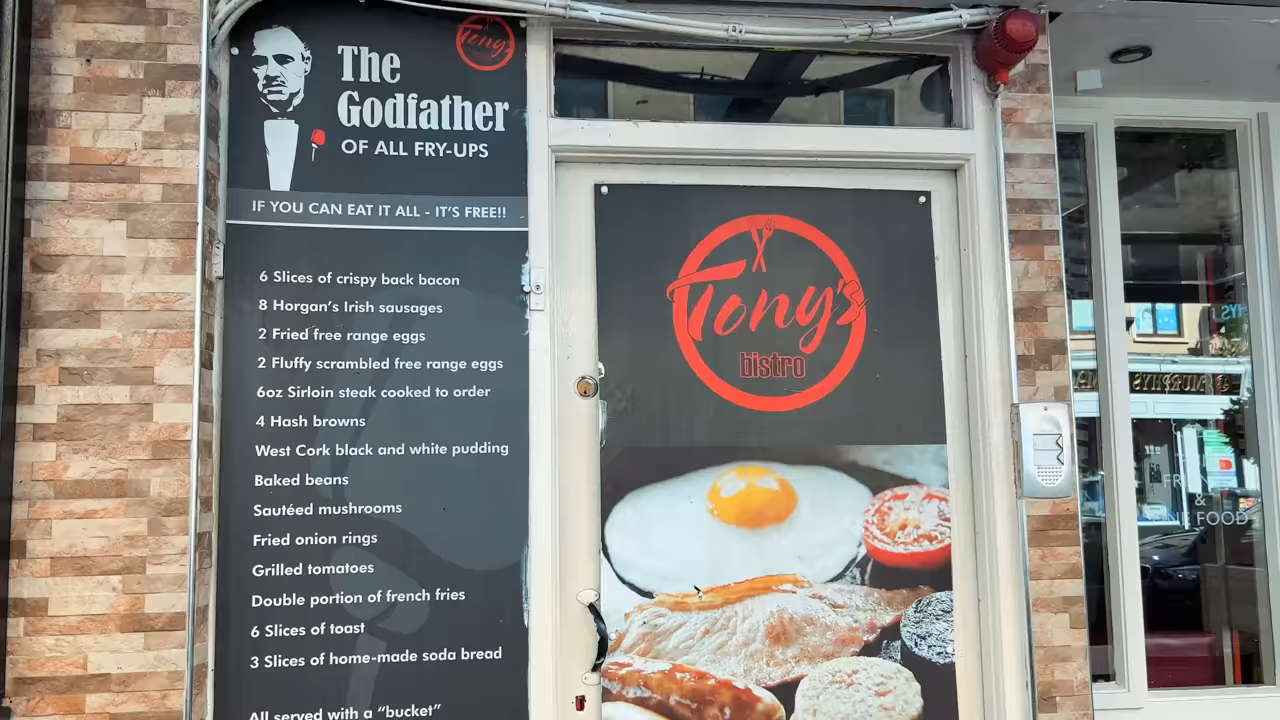 Tony's
The
Godfather
OF ALL FRY-UPS
IF YOU CAN EAT IT ALL - IT'S FREE!!
6 Slices of crispy back bacon
8 Horgan's Irish sausages
2 Fried free range eggs
2 Fluffy scrambled free range eggs
6oz Sirloin steak cooked to order
4 Hash browns
West Cork black and white pudding
Baked beans
Sautéed mushrooms
Fried onion rings
Grilled tomatoes
Double portion of french fries
6 Slices of toast
3 Slices of home-made soda bread
All served with a "bucket"
Tony's
bistro
MURPHYS
&
FOOD